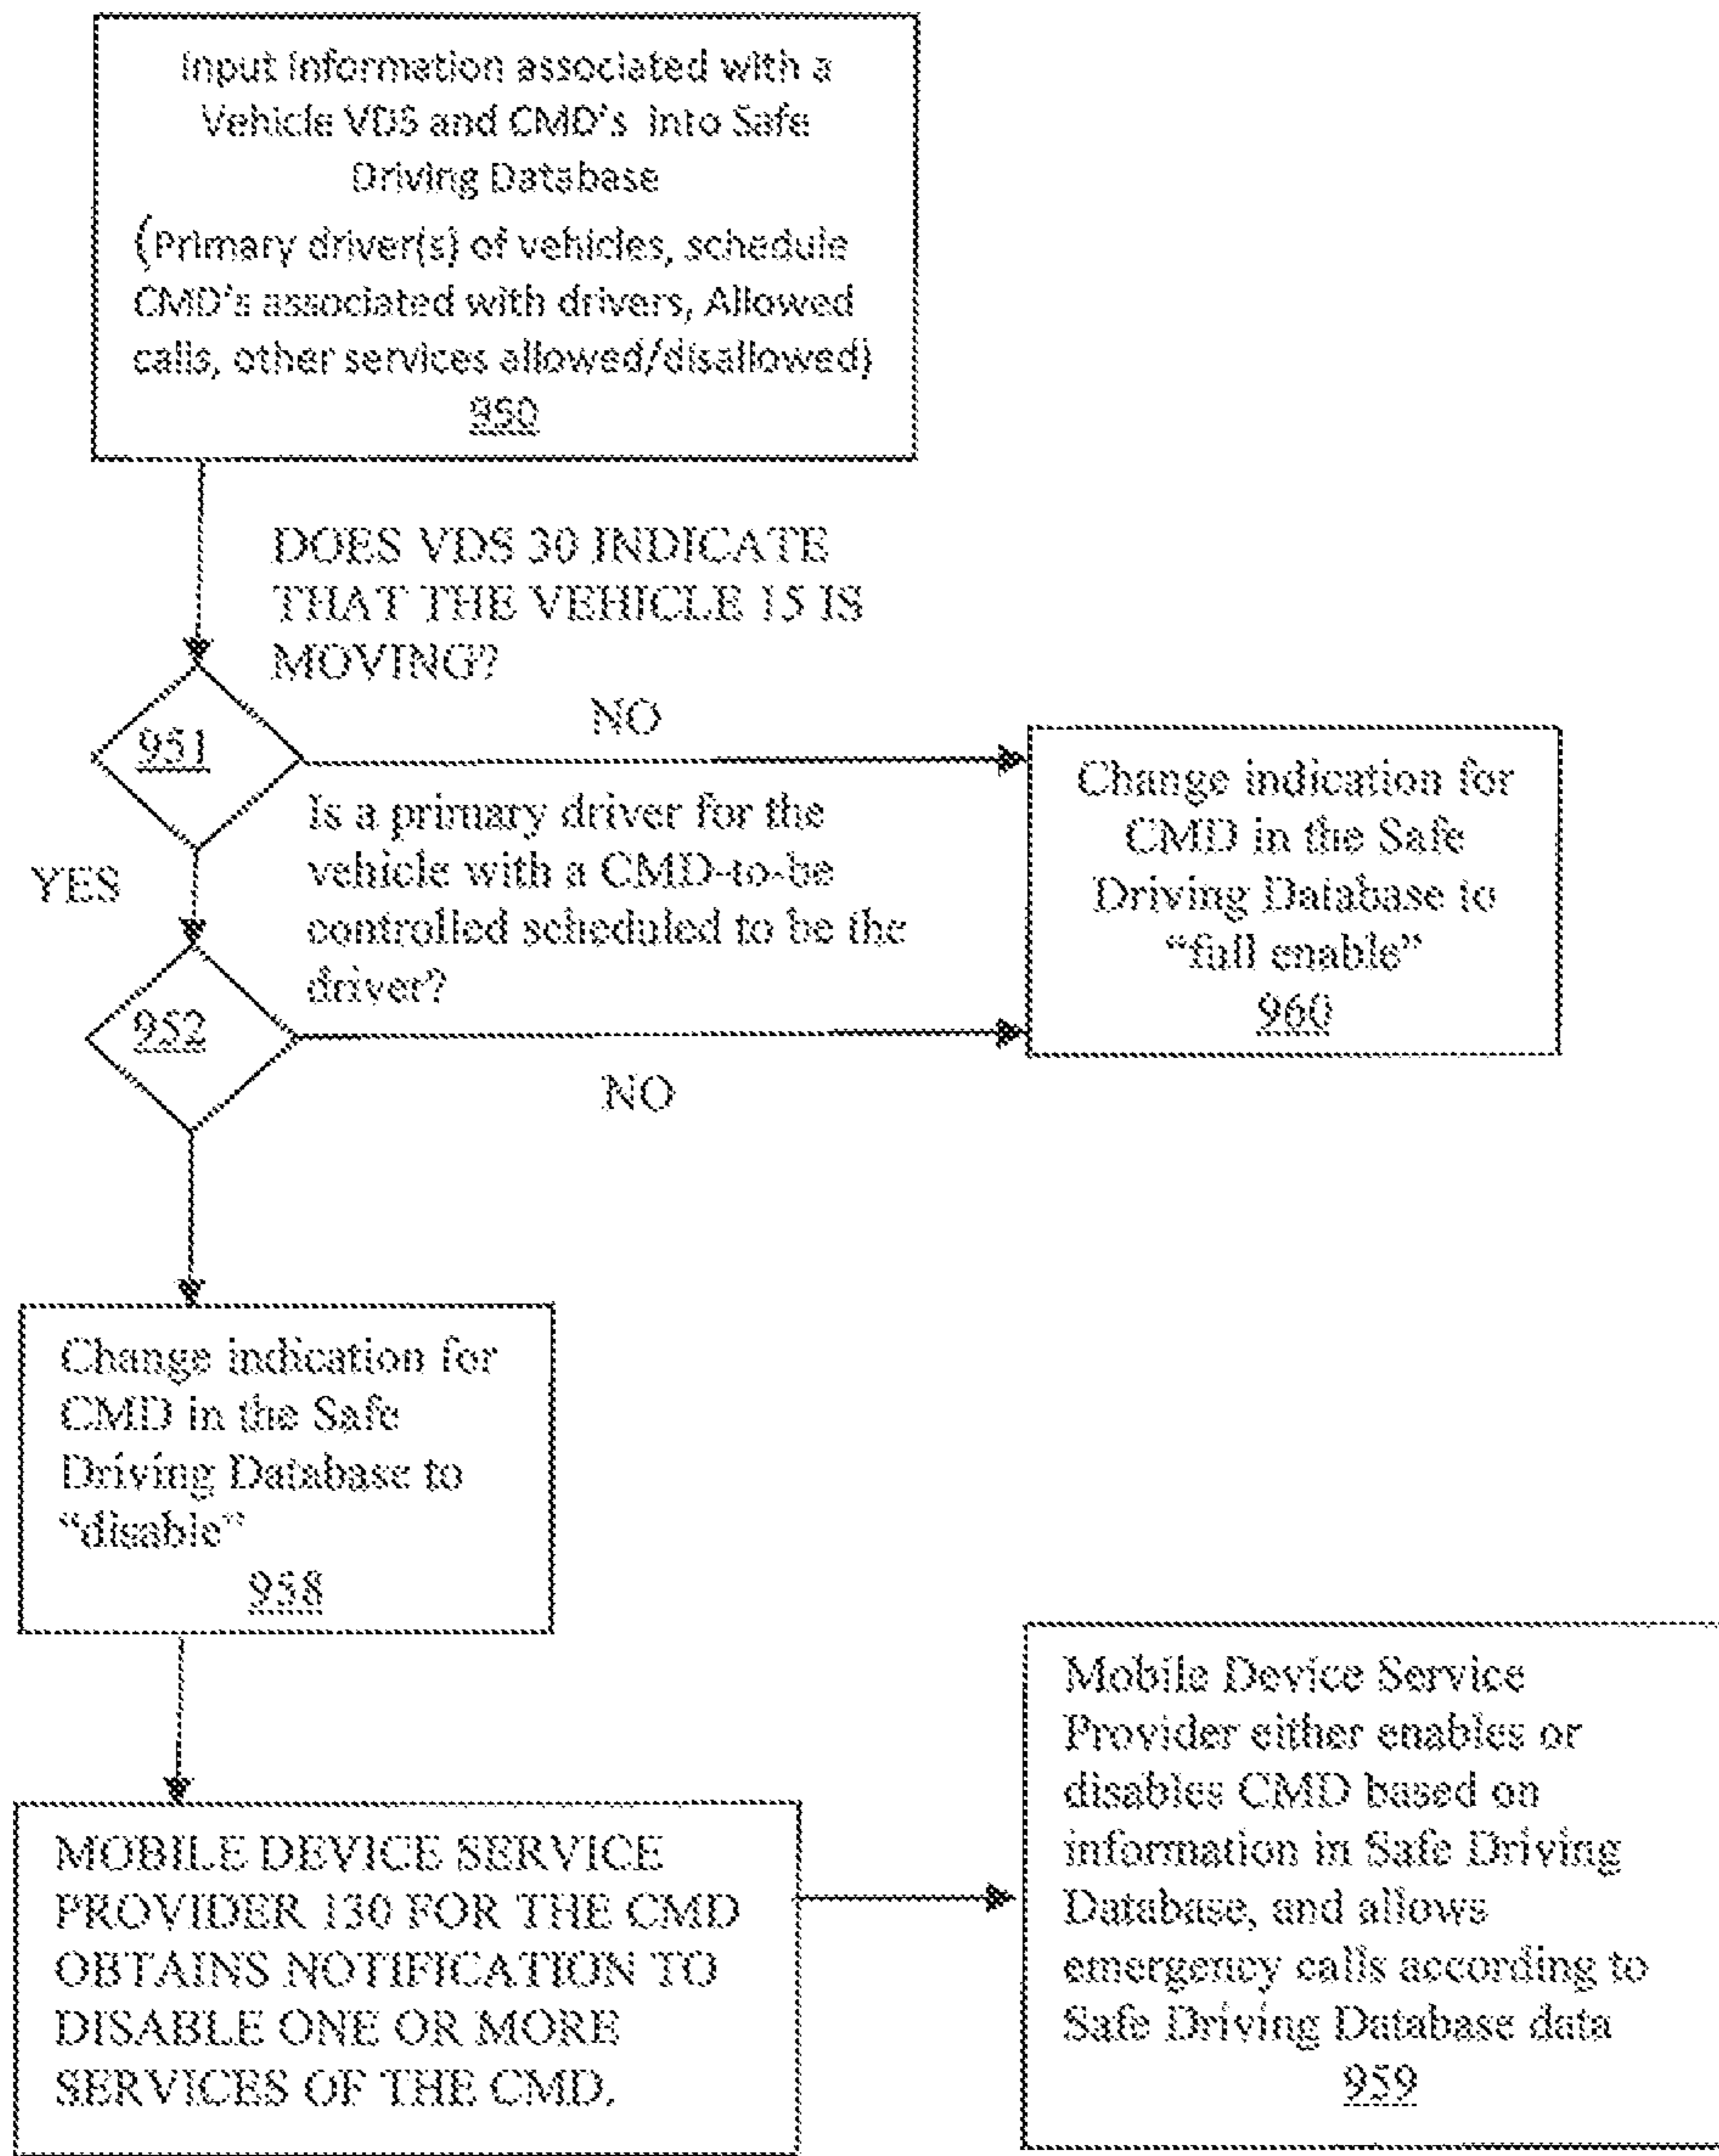 Input Information associated with a
Vehicle VDS and CMD's into Safe
Driving Database
(Primary driver(s) of vehicles, schedule
CMD's associated with drivers, Allowed
calls, other services allowed/disallowed)
950
DOES VDS 30 INDICATE
THAT THE VEHICLE 15 IS
MOVING?
NO
951
YES
Is a primary driver for the
vehicle with a CMD-to-be
controlled scheduled to be the
driver?
Change indication for
CMD in the Safe
Driving Database to
“full enable”
960
952
NO
Change indication for
CMD in the Safe
Driving Database to
“disable”
958
MOBILE DEVICE SERVICE
PROVIDER 130 FOR THE CMD
OBTAINS NOTIFICATION TO
DISABLE ONE OR MORE
SERVICES OF THE CMD.
Mobile Device Service
Provider either enables or
disables CMD based on
information in Safe Driving
Database, and allows
emergency calls according to
Safe Driving Database data
959